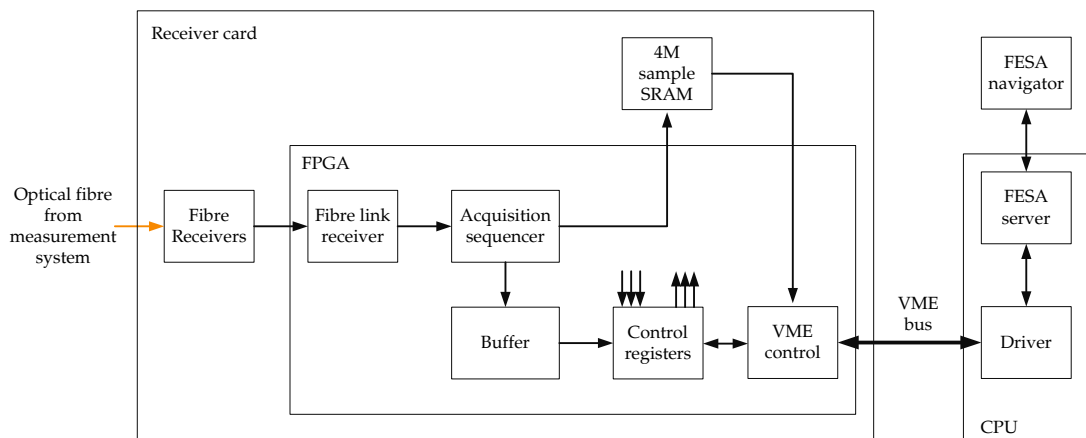 Receiver card
4M
sample
SRAM
FESA
navigator
FPGA
Optical fibre
from
measurement
system
Fibre
Receivers
Fibre link
receiver
Acquisition
sequencer
FESA
server
Buffer
Control
registers
VME
control
VME
bus
Driver
CPU